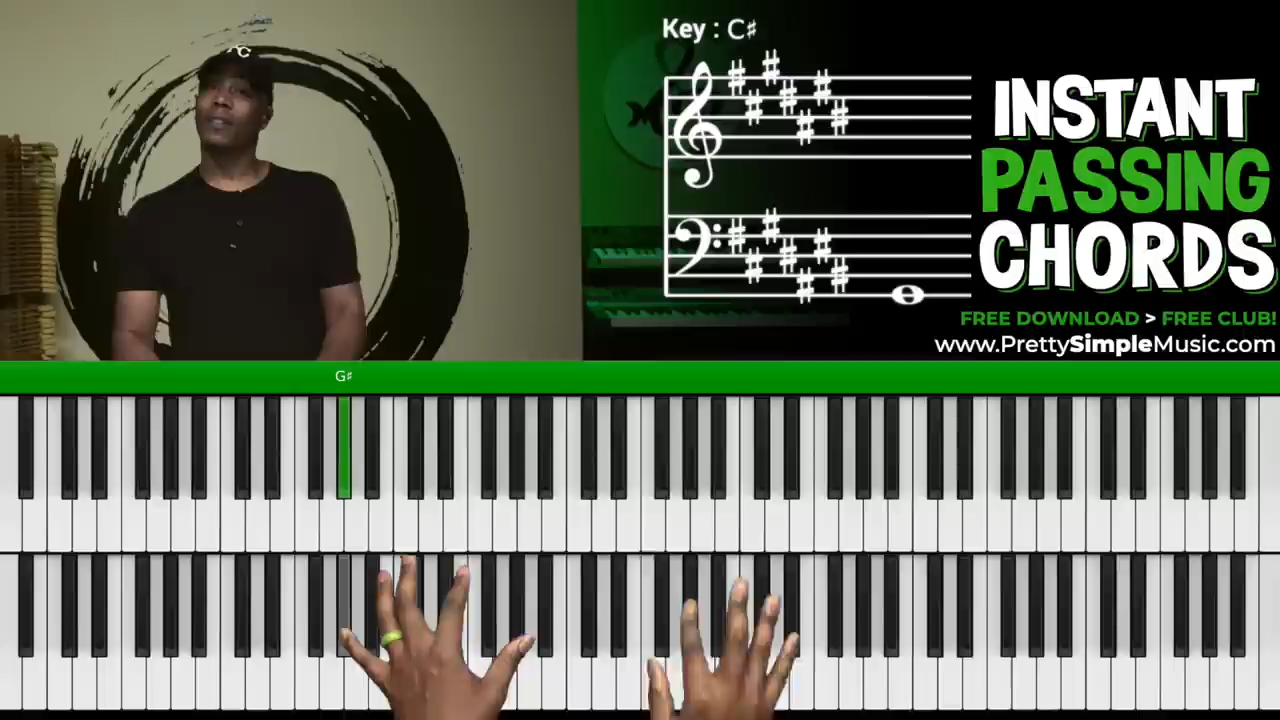 Key : C♯
INSTANT
PASSING
CHORDS
FREE DOWNLOAD > FREE CLUB!
www.PrettySimpleMusic.com
G♯